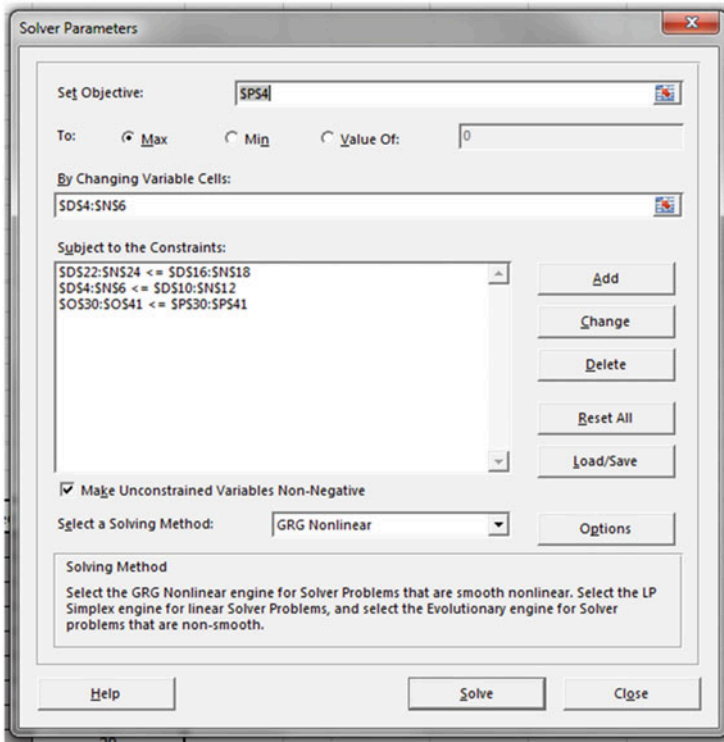 Solver Parameters
x
Set Objective: $P$4
To: Max Min Value Of: 0
By Changing Variable Cells:
$D$4:$N$6
Subject to the Constraints:
$D$22:$N$24 <= $D$16:$N$18
$D$4:$N$6 <= $D$10:$N$12
$O$30:$O$41 <= $P$30:$P$41
Add
Change
Delete
Reset All
Load/Save
Make Unconstrained Variables Non-Negative
Select a Solving Method: GRG Nonlinear
Options
Solving Method
Select the GRG Nonlinear engine for Solver Problems that are smooth nonlinear. Select the LP
Simplex engine for linear Solver Problems, and select the Evolutionary engine for Solver
problems that are non-smooth.
Help
Solve
Close